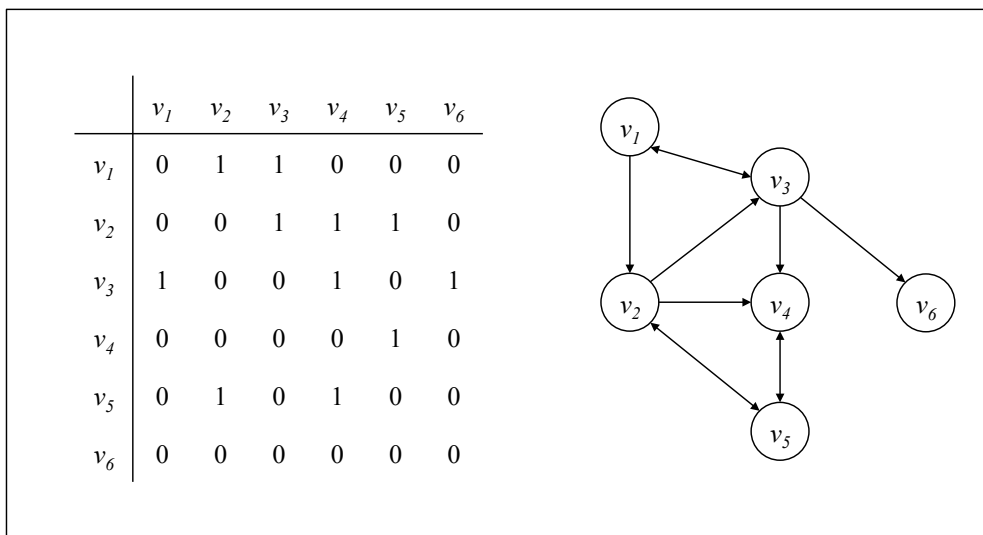 v1 v2 v3 v4 v5 v6
v1 0 1 1 0 0 0
v2 0 0 1 1 1 0
v3 1 0 0 1 0 1
v4 0 0 0 0 1 0
v5 0 1 0 1 0 0
v6 0 0 0 0 0 0
v1
v3
v2
v4
v6
v5